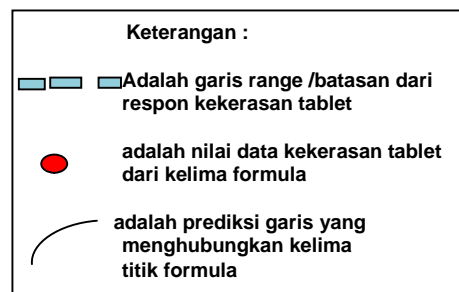 Keterangan :
Adalah garis range /batasan dari
respon kekerasan tablet
adalah nilai data kekerasan tablet
dari kelima formula
adalah prediksi garis yang
menghubungkan kelima
titik formula